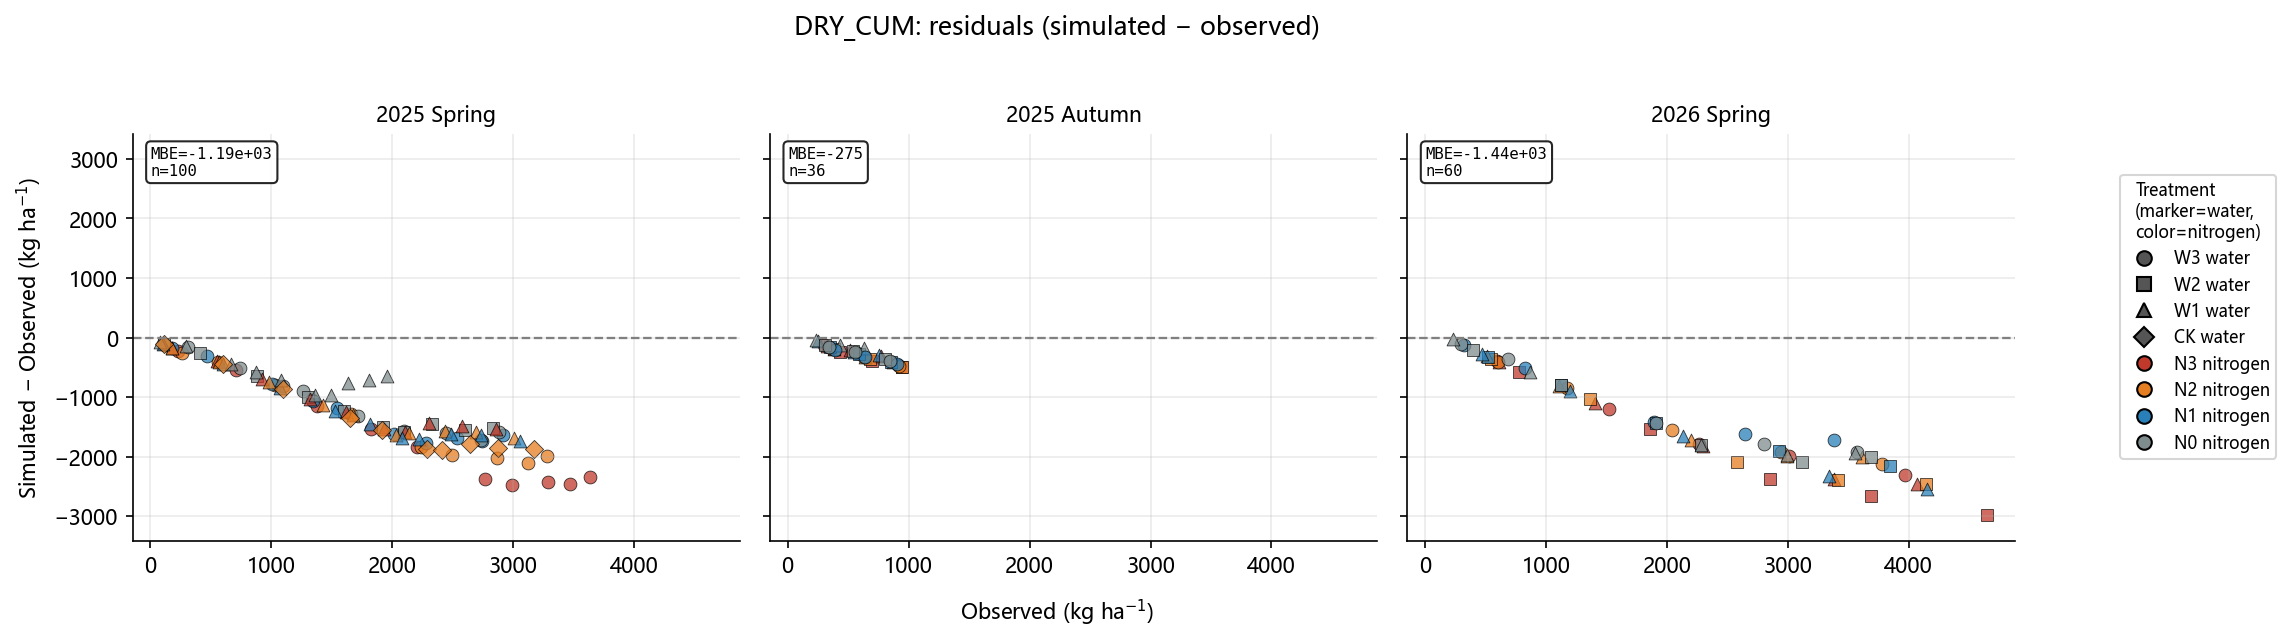 DRY_CUM: residuals (simulated − observed)
2025 Spring
2025 Autumn
2026 Spring
MBE=-1.19e+03
n=100
MBE=-275
n=36
MBE=-1.44e+03
n=60
Simulated − Observed (kg ha⁻¹)
3000
2000
1000
0
−1000
−2000
−3000
0 1000 2000 3000 4000
0 1000 2000 3000 4000
0 1000 2000 3000 4000
Observed (kg ha⁻¹)
Treatment
(marker=water,
color=nitrogen)
W3 water
W2 water
W1 water
CK water
N3 nitrogen
N2 nitrogen
N1 nitrogen
N0 nitrogen